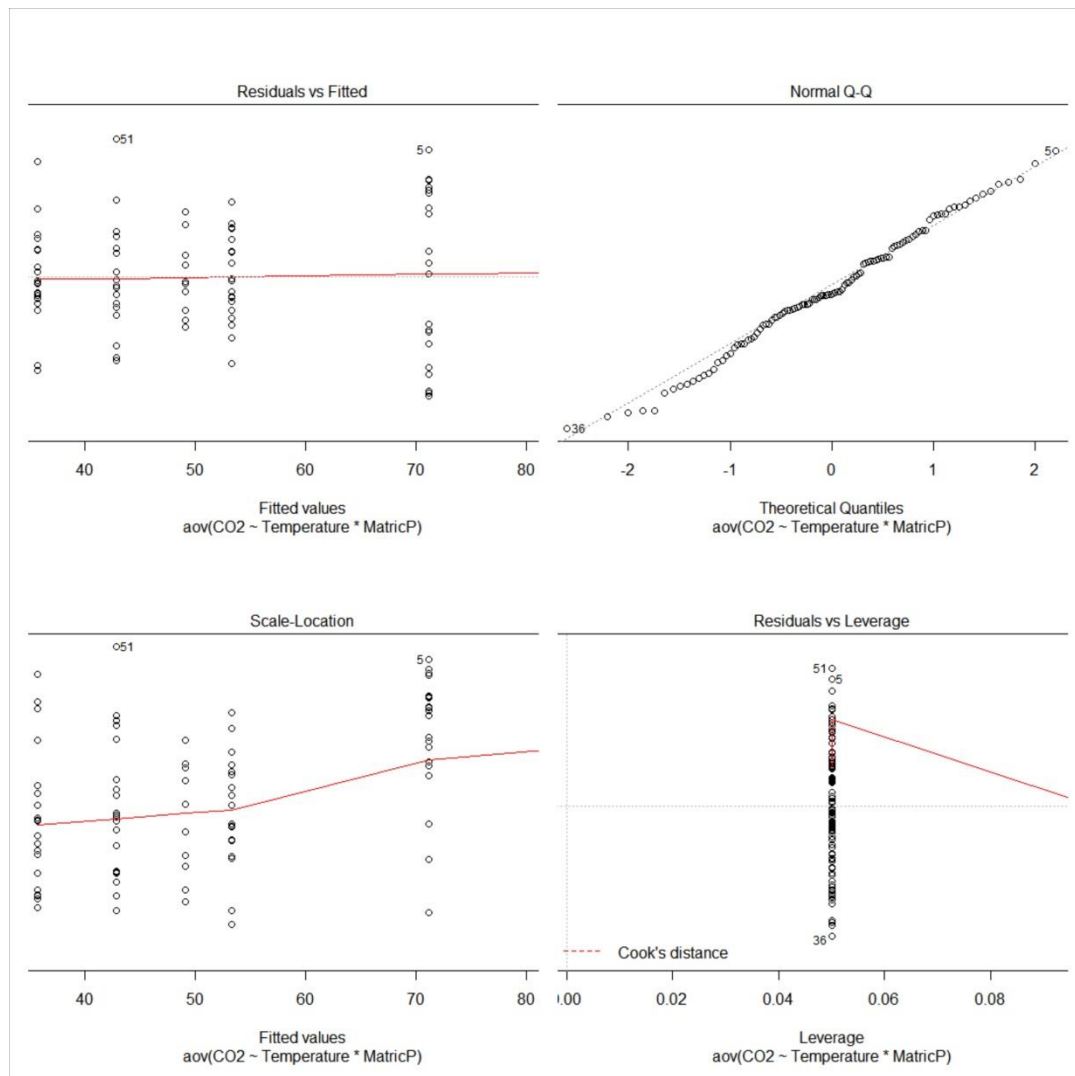 Residuals vs Fitted
51
5
40 50 60 70 80
Fitted values
aov(CO2 ~ Temperature * MatricP)
Normal Q-Q
5
36
-2 -1 0 1 2
Theoretical Quantiles
aov(CO2 ~ Temperature * MatricP)
Scale-Location
51
5
40 50 60 70 80
Fitted values
aov(CO2 ~ Temperature * MatricP)
Residuals vs Leverage
51
5
36
Cook's distance
0.00 0.02 0.04 0.06 0.08
Leverage
aov(CO2 ~ Temperature * MatricP)